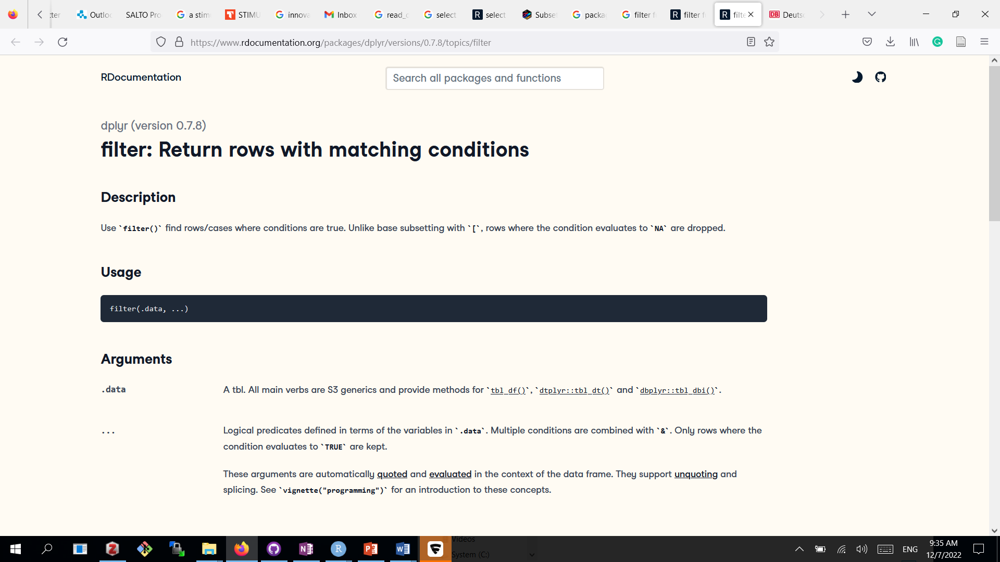 tter
Outloo
SALTO Pro
a stim
STIMU
innova
Inbox
read_c
select
select
Subse
packa
filter f
filter f
filte
Deuts
https://www.rdocumentation.org/packages/dplyr/versions/0.7.8/topics/filter
RDocumentation
Search all packages and functions
dplyr (version 0.7.8)
filter: Return rows with matching conditions
Description
Use `filter()` find rows/cases where conditions are true. Unlike base subsetting with `[`, rows where the condition evaluates to `NA` are dropped.
Usage
filter(.data, ...)
Arguments
.data
A tbl. All main verbs are S3 generics and provide methods for `tbl_df()`, `dtplyr::tbl_dt()` and `dbplyr::tbl_dbi()`.
...
Logical predicates defined in terms of the variables in `.data`. Multiple conditions are combined with `&`. Only rows where the
condition evaluates to `TRUE` are kept.
These arguments are automatically quoted and evaluated in the context of the data frame. They support unquoting and
splicing. See `vignette("programming")` for an introduction to these concepts.
Videos
System (C:)
ENG
9:35 AM
12/7/2022